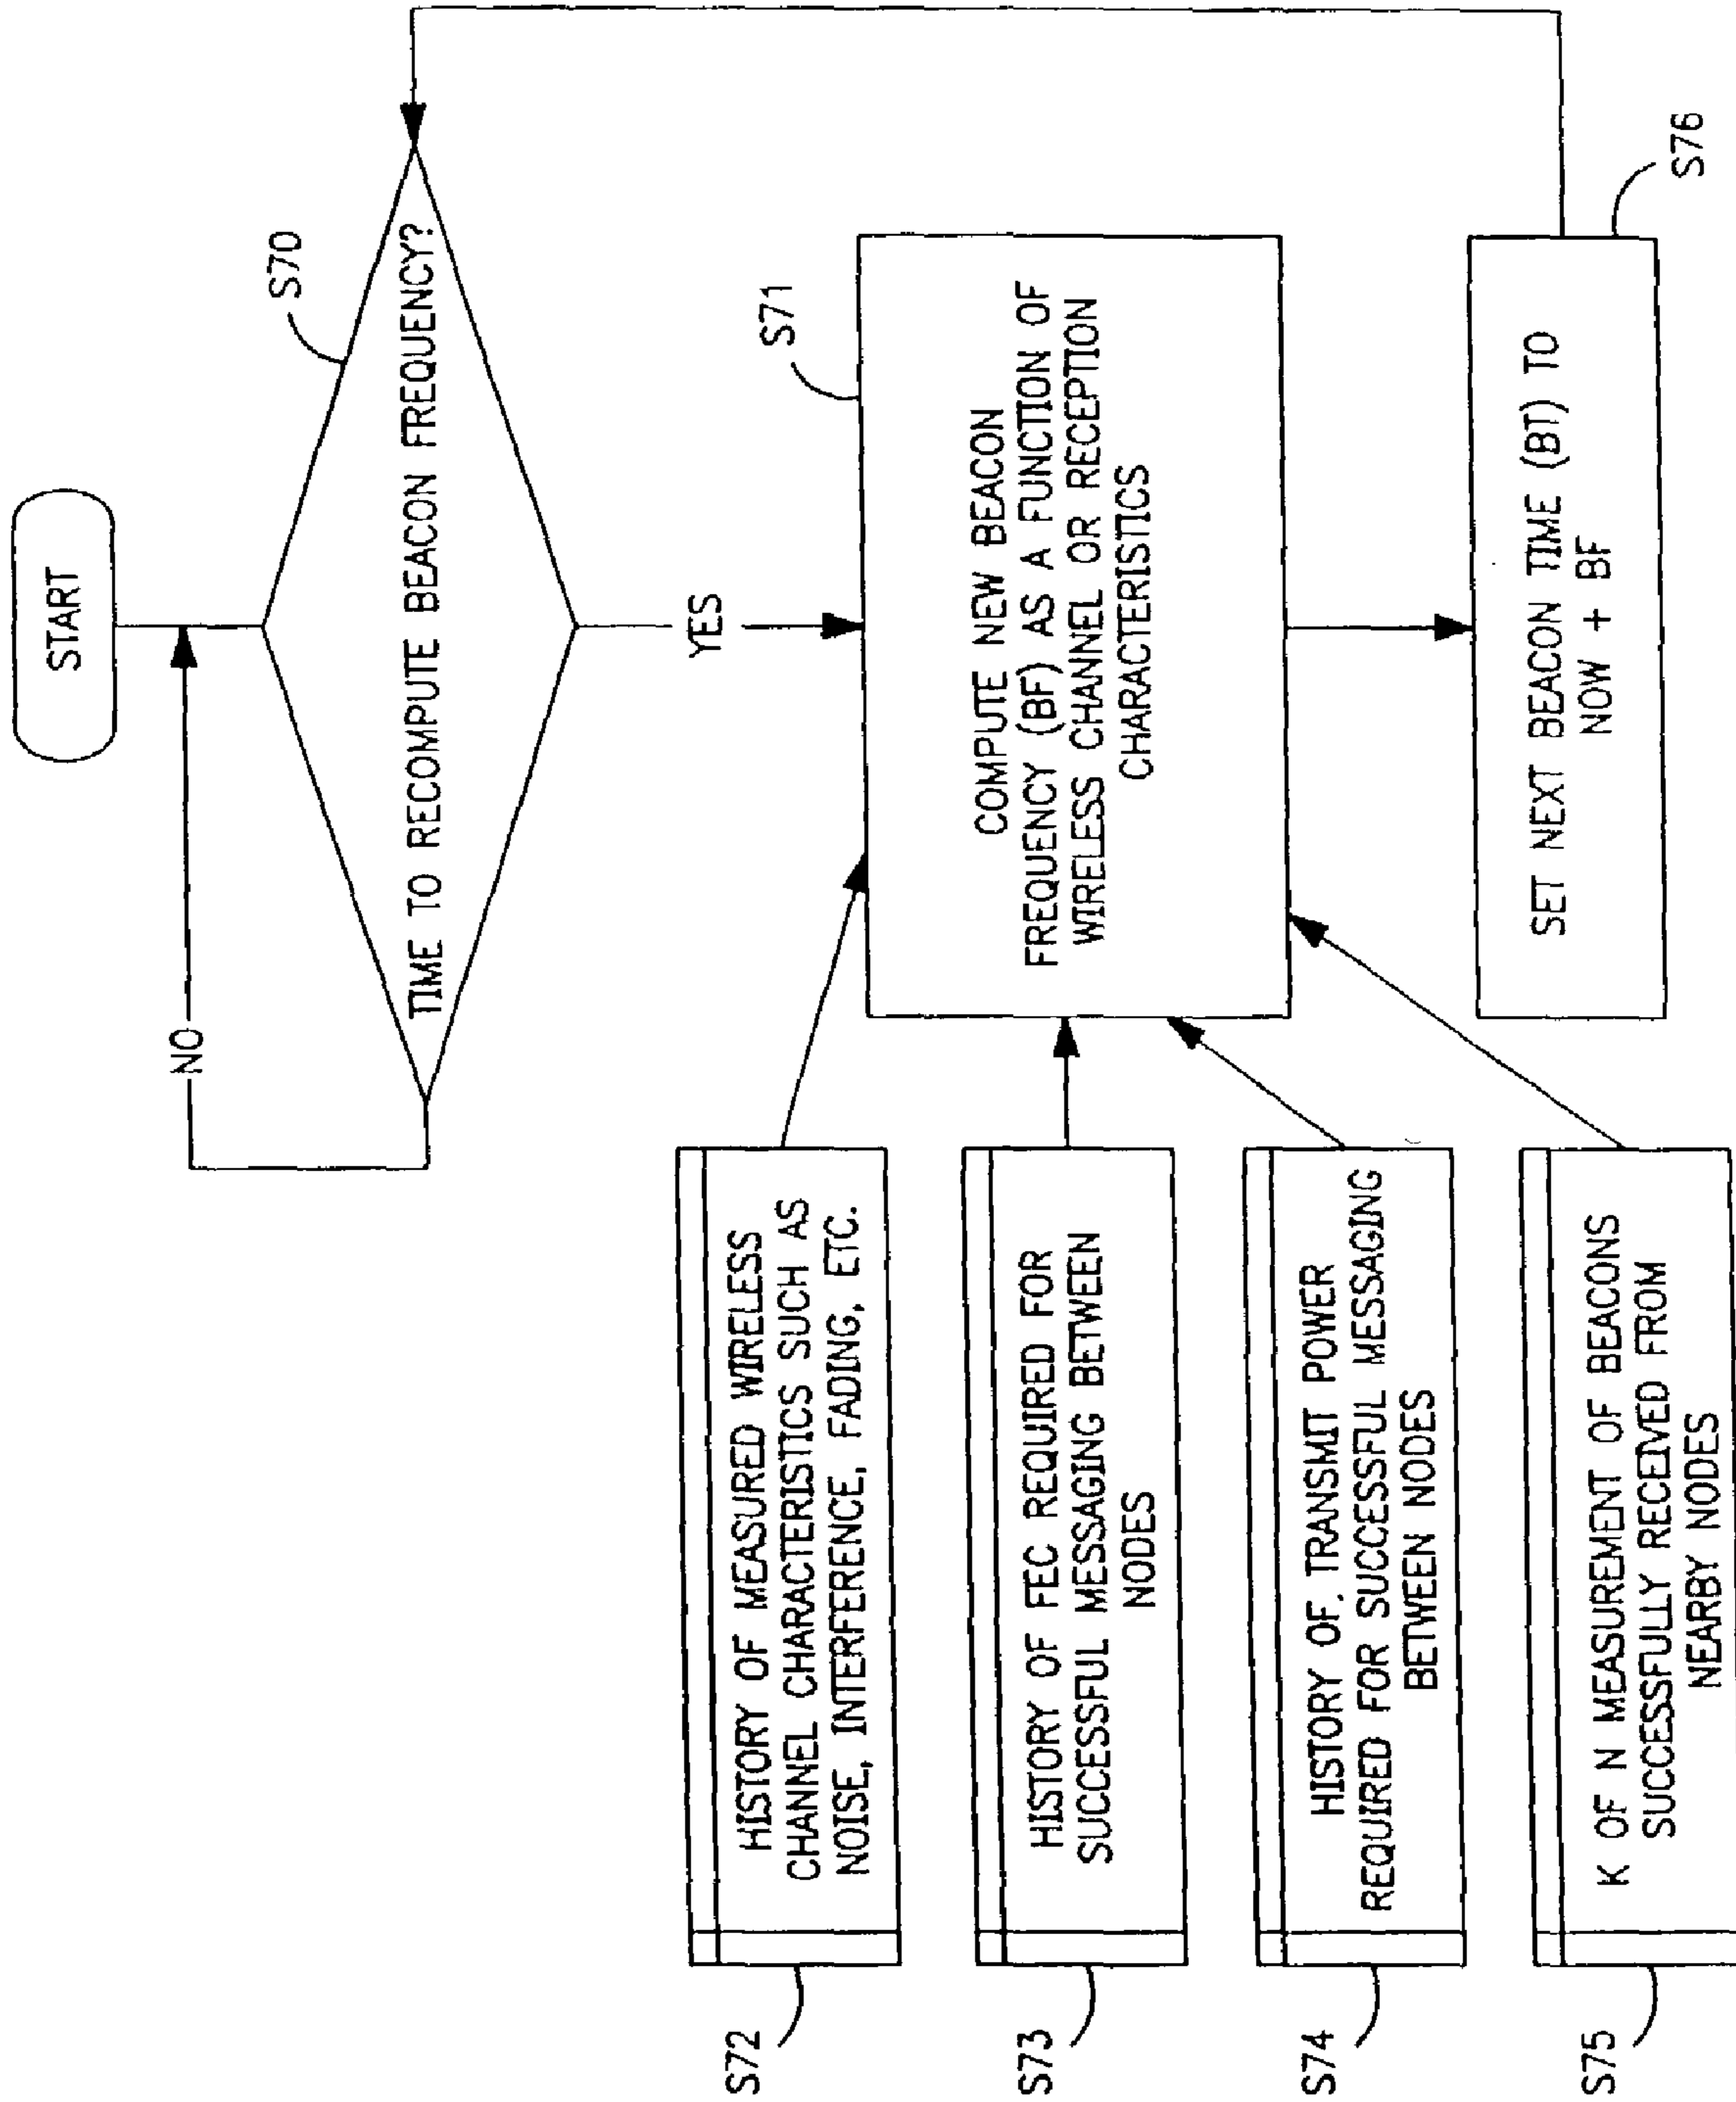 START
NO
TIME TO RECOMPUTE BEACON FREQUENCY?
S70
YES
COMPUTE NEW BEACON
FREQUENCY (BF) AS A FUNCTION OF
WIRELESS CHANNEL OR RECEPTION
CHARACTERISTICS
S71
S72
HISTORY OF MEASURED WIRELESS
CHANNEL CHARACTERISTICS SUCH AS
NOISE, INTERFERENCE, FADING, ETC.
S73
HISTORY OF FEC REQUIRED FOR
SUCCESSFUL MESSAGING BETWEEN
NODES
S74
HISTORY OF. TRANSMIT POWER
REQUIRED FOR SUCCESSFUL MESSAGING
BETWEEN NODES
S75
K OF N MEASUREMENT OF BEACONS
SUCCESSFULLY RECEIVED FROM
NEARBY NODES
SET NEXT BEACON TIME (BT) TO
NOW + BF
S76